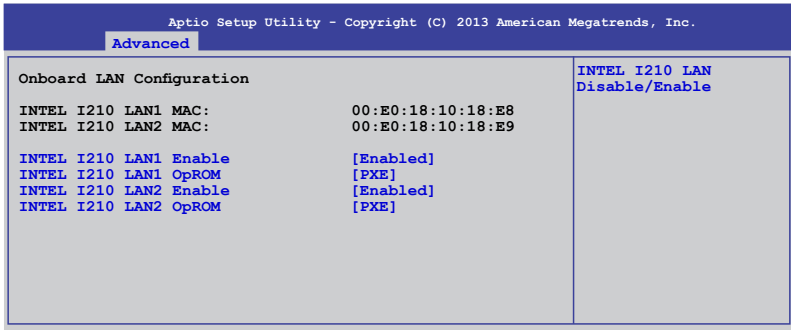 Aptio Setup Utility - Copyright (C) 2013 American Megatrends, Inc.
Advanced
Onboard LAN Configuration
INTEL I210 LAN1 MAC: 00:E0:18:10:18:E8
INTEL I210 LAN2 MAC: 00:E0:18:10:18:E9
INTEL I210 LAN1 Enable [Enabled]
INTEL I210 LAN1 OpROM [PXE]
INTEL I210 LAN2 Enable [Enabled]
INTEL I210 LAN2 OpROM [PXE]
INTEL I210 LAN
Disable/Enable